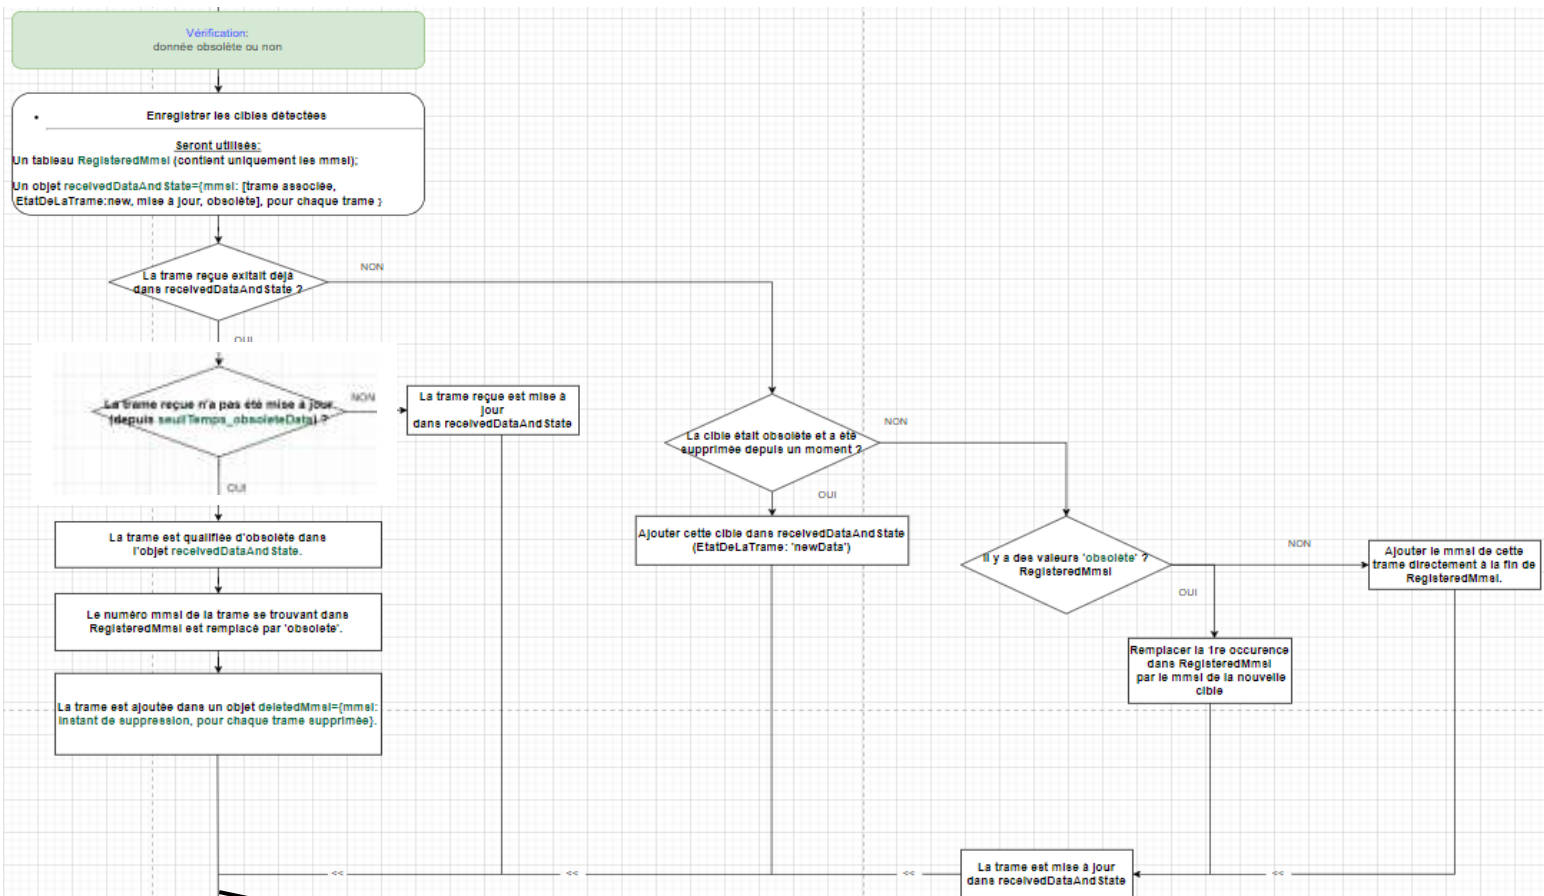 Vérification:
donnée obsolète ou non
Enregistrer les cibles détectées
Seront utilisés:
Un tableau RegisteredMmsi (contient uniquement les mmsi);
Un objet receivedDataAndState={mmsi: [trame associée,
EtatDeLaTrame:new, mise à jour, obsolète], pour chaque trame }
La trame reçue exitait déjà
dans receivedDataAndState ?
NON
OUI
La trame reçue n'a pas été mise à jour
(depuis seuilTemps_obsoleteData) ?
NON
OUI
La trame reçue est mise à
jour
dans receivedDataAndState
La trame est qualifiée d'obsolète dans
l'objet receivedDataAndState.
Le numéro mmsi de la trame se trouvant dans
RegisteredMmsi est remplacé par 'obsolete'.
La trame est ajoutée dans un objet deletedMmsi={mmsi:
instant de suppression, pour chaque trame supprimée}.
La cible était obsolète et a été
supprimée depuis un moment ?
NON
OUI
Ajouter cette cible dans receivedDataAndState
(EtatDeLaTrame: 'newData')
Il y a des valeurs 'obsolète' ?
RegisteredMmsi
NON
OUI
Ajouter le mmsi de cette
trame directement à la fin de
RegisteredMmsi.
Remplacer la 1re occurence
dans RegisteredMmsi
par le mmsi de la nouvelle
cible
La trame est mise à jour
dans receivedDataAndState
<<
<<
<<
<<